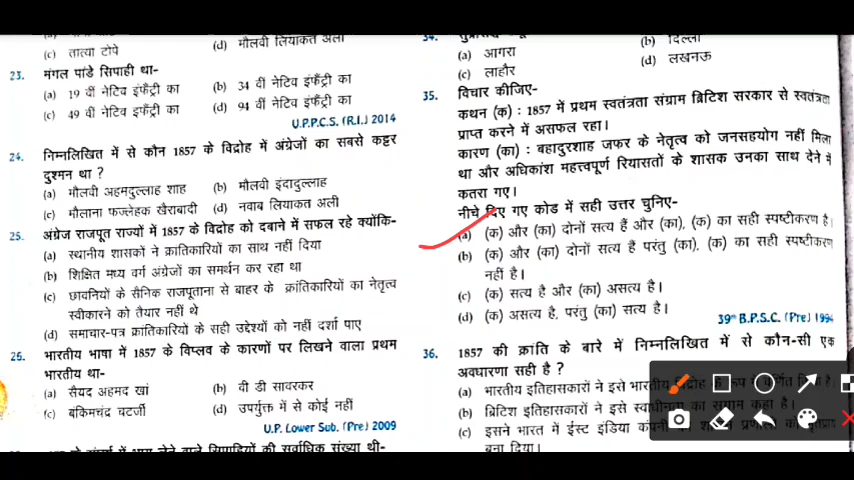 (c) तात्या टोपे
(d) मौलवी लियाकत अली
23. मंगल पांडे सिपाही था-
(a) 19 वीं नेटिव इंफैंट्री का (b) 34 वीं नेटिव इंफैंट्री का
(c) 49 वीं नेटिव इंफैंट्री का (d) 94 वीं नेटिव इंफैंट्री का
U.P.P.C.S. (R.I.) 2014
24. निम्नलिखित में से कौन 1857 के विद्रोह में अंग्रेजों का सबसे कट्टर
दुश्मन था ?
(a) मौलवी अहमदुल्लाह शाह (b) मौलवी इंदादुल्लाह
(c) मौलाना फज्लेहक खैराबादी (d) नवाब लियाकत अली
25. अंग्रेज राजपूत राज्यों में 1857 के विद्रोह को दबाने में सफल रहे क्योंकि-
(a) स्थानीय शासकों ने क्रांतिकारियों का साथ नहीं दिया
(b) शिक्षित मध्य वर्ग अंग्रेजों का समर्थन कर रहा था
(c) छावनियों के सैनिक राजपूताना से बाहर के क्रांतिकारियों का नेतृत्व
स्वीकारने को तैयार नहीं थे
(d) समाचार-पत्र क्रांतिकारियों के सही उद्देश्यों को नहीं दर्शा पाए
26. भारतीय भाषा में 1857 के विप्लव के कारणों पर लिखने वाला प्रथम
भारतीय था-
(a) सैयद अहमद खां (b) वी डी सावरकर
(c) बंकिमचंद्र चटर्जी (d) उपर्युक्त में से कोई नहीं
U.P. Lower Sub. (Pre) 2009
में भाग लेने वाले सिपाहियों की सर्वाधिक संख्या थी-
34.
(a) आगरा (b) दिल्ली
(c) लाहौर (d) लखनऊ
35. विचार कीजिए-
कथन (क) : 1857 में प्रथम स्वतंत्रता संग्राम ब्रिटिश सरकार से स्वतंत्रता
प्राप्त करने में असफल रहा।
कारण (का) : बहादुरशाह जफर के नेतृत्व को जनसहयोग नहीं मिला
था और अधिकांश महत्त्वपूर्ण रियासतों के शासक उनका साथ देने में
कतरा गए।
नीचे दिए गए कोड में सही उत्तर चुनिए-
(a) (क) और (का) दोनों सत्य हैं और (का), (क) का सही स्पष्टीकरण है।
(b) (क) और (का) दोनों सत्य हैं परंतु (का), (क) का सही स्पष्टीकरण
नहीं है।
(c) (क) सत्य है और (का) असत्य है।
(d) (क) असत्य है, परंतु (का) सत्य है।
39th B.P.S.C. (Pre) 1994
36. 1857 की क्रांति के बारे में निम्नलिखित में से कौन-सी एक
अवधारणा सही है ?
(a) भारतीय इतिहासकारों ने इसे भारतीय विद्रोह के रूप में वर्णित किया है।
(b) ब्रिटिश इतिहासकारों ने इसे स्वाधीनता का संग्राम कहा है।
(c) इसने भारत में ईस्ट इंडिया कंपनी की शासन प्रणाली को
बना दिया।